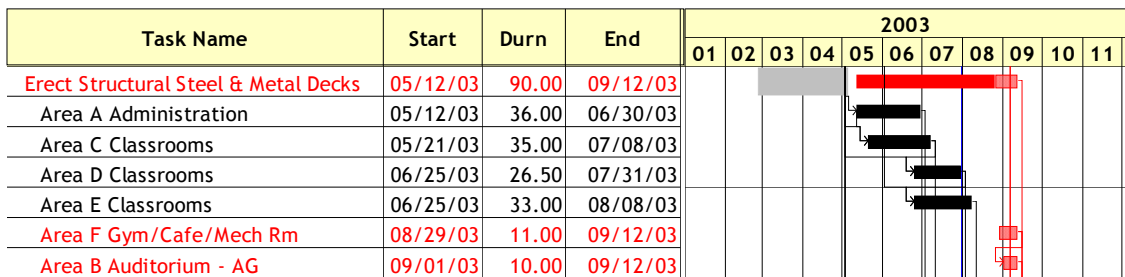 Task Name Start Durn End 2003
01 02 03 04 05 06 07 08 09 10 11
Erect Structural Steel & Metal Decks 05/12/03 90.00 09/12/03
Area A Administration 05/12/03 36.00 06/30/03
Area C Classrooms 05/21/03 35.00 07/08/03
Area D Classrooms 06/25/03 26.50 07/31/03
Area E Classrooms 06/25/03 33.00 08/08/03
Area F Gym/Cafe/Mech Rm 08/29/03 11.00 09/12/03
Area B Auditorium - AG 09/01/03 10.00 09/12/03